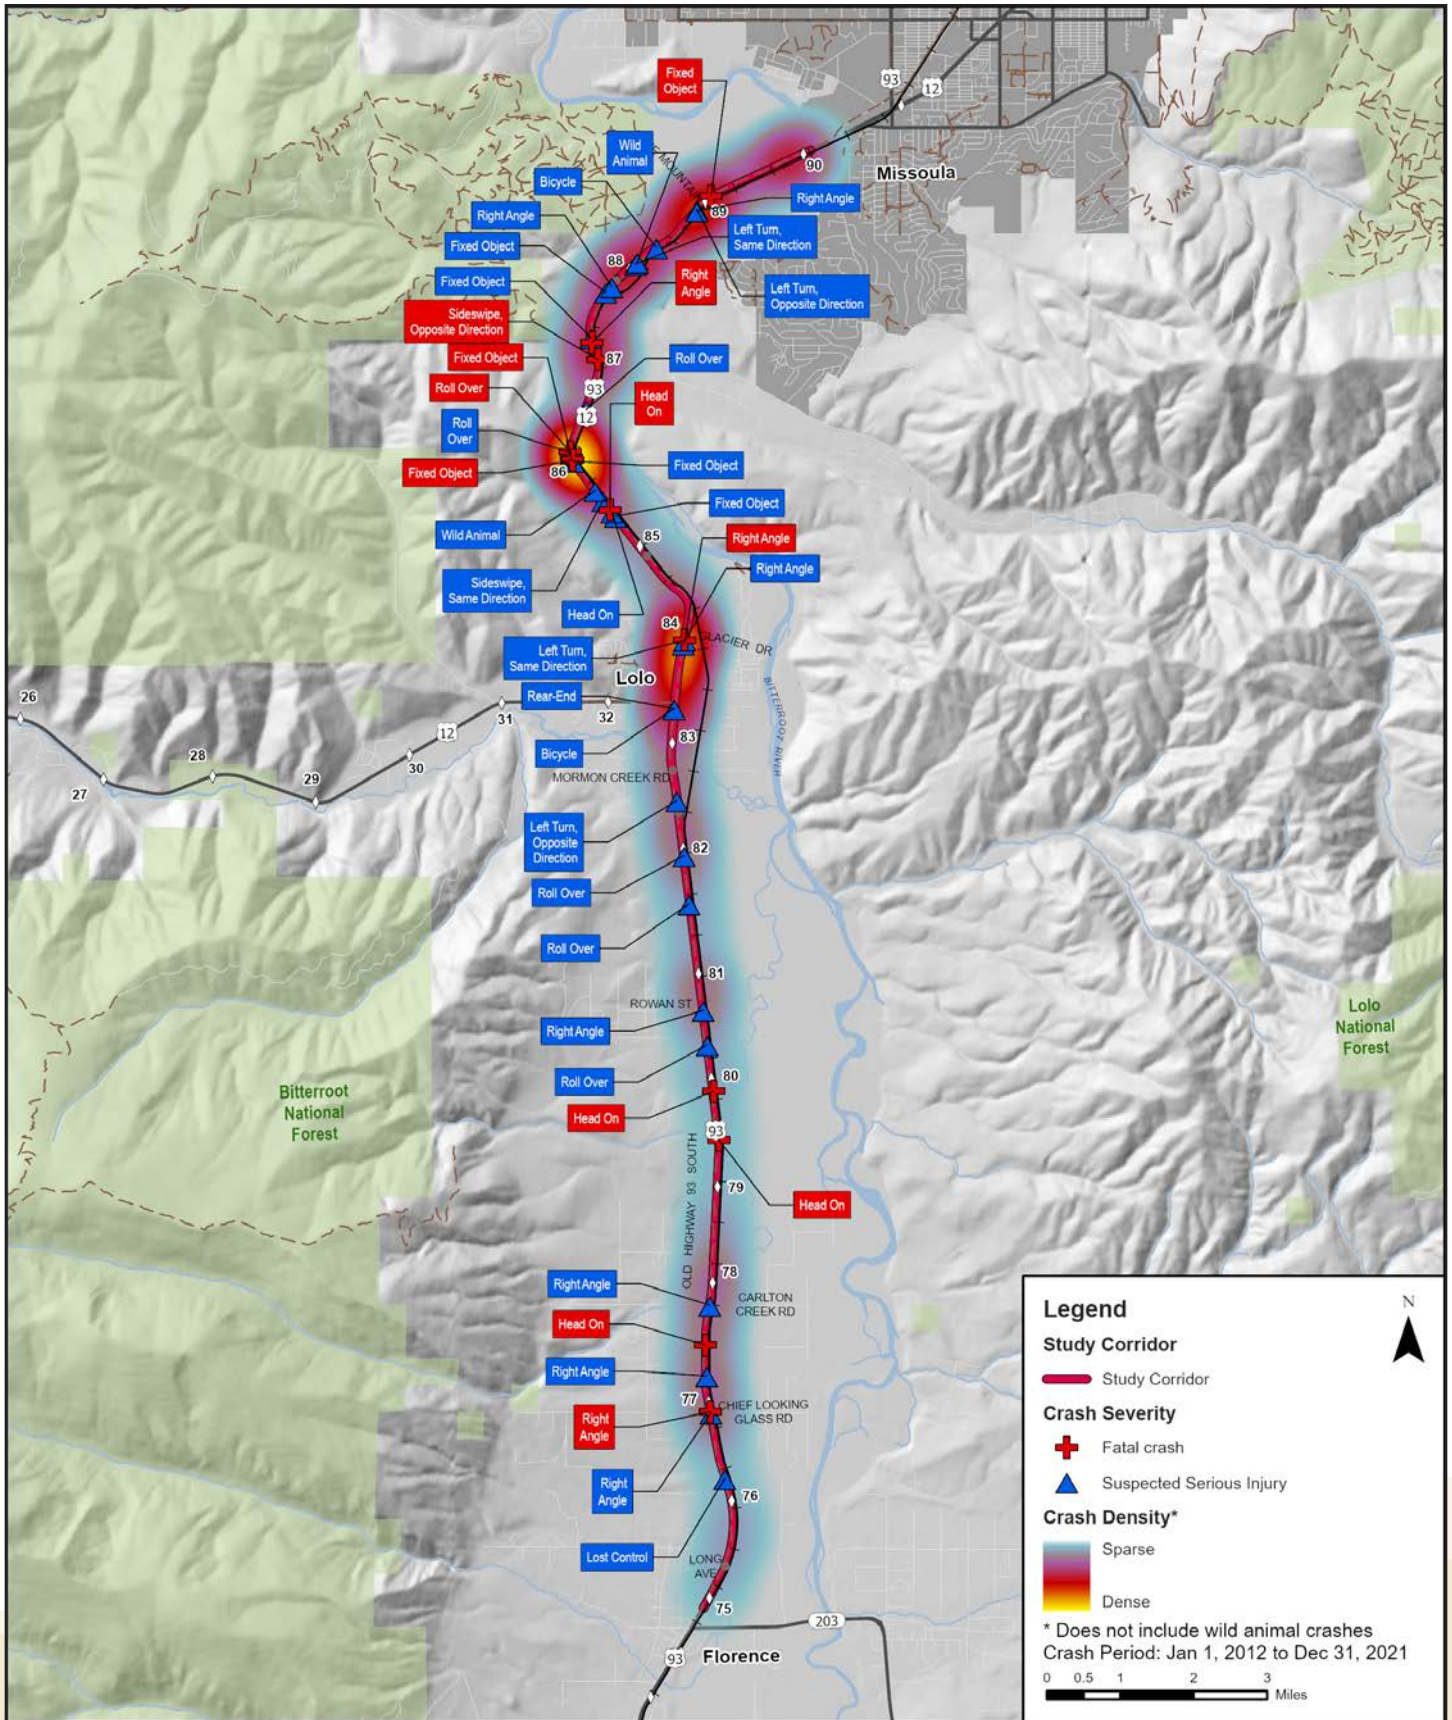 Fixed
Object
93
12
Wild
Animal
90
Missoula
Bicycle
Right Angle
89
Right Angle
Left Turn,
Same Direction
Fixed Object
88
Right
Angle
Fixed Object
Left Turn,
Opposite Direction
Sideswipe,
Opposite Direction
Fixed Object
87
Roll Over
Roll Over
93
Head
On
12
Roll
Over
Fixed Object
86
Fixed Object
Fixed Object
Wild Animal
85
Right Angle
Right Angle
Sideswipe,
Same Direction
Head On
84
GLACIER DR
Left Turn,
Same Direction
Lolo
BITTERROOT RIVER
26
Rear-End
31
32
12
83
Bicycle
28
30
29
27
MORMON CREEK RD
Left Turn,
Opposite
Direction
82
Roll Over
Roll Over
81
ROWAN ST
Right Angle
Lolo
National
Forest
80
Roll Over
Bitterroot
National
Forest
Head On
93
OLD HIGHWAY 93 SOUTH
79
Head On
78
Right Angle
CARLTON
CREEK RD
Head On
Right Angle
77
CHIEF LOOKING
GLASS RD
Right
Angle
Right
Angle
76
Lost Control
LONG
AVE
75
203
93
Florence
Legend
N
Study Corridor
Study Corridor
Crash Severity
Fatal crash
Suspected Serious Injury
Crash Density*
Sparse
Dense
* Does not include wild animal crashes
Crash Period: Jan 1, 2012 to Dec 31, 2021
0 0.5 1 2 3
Miles